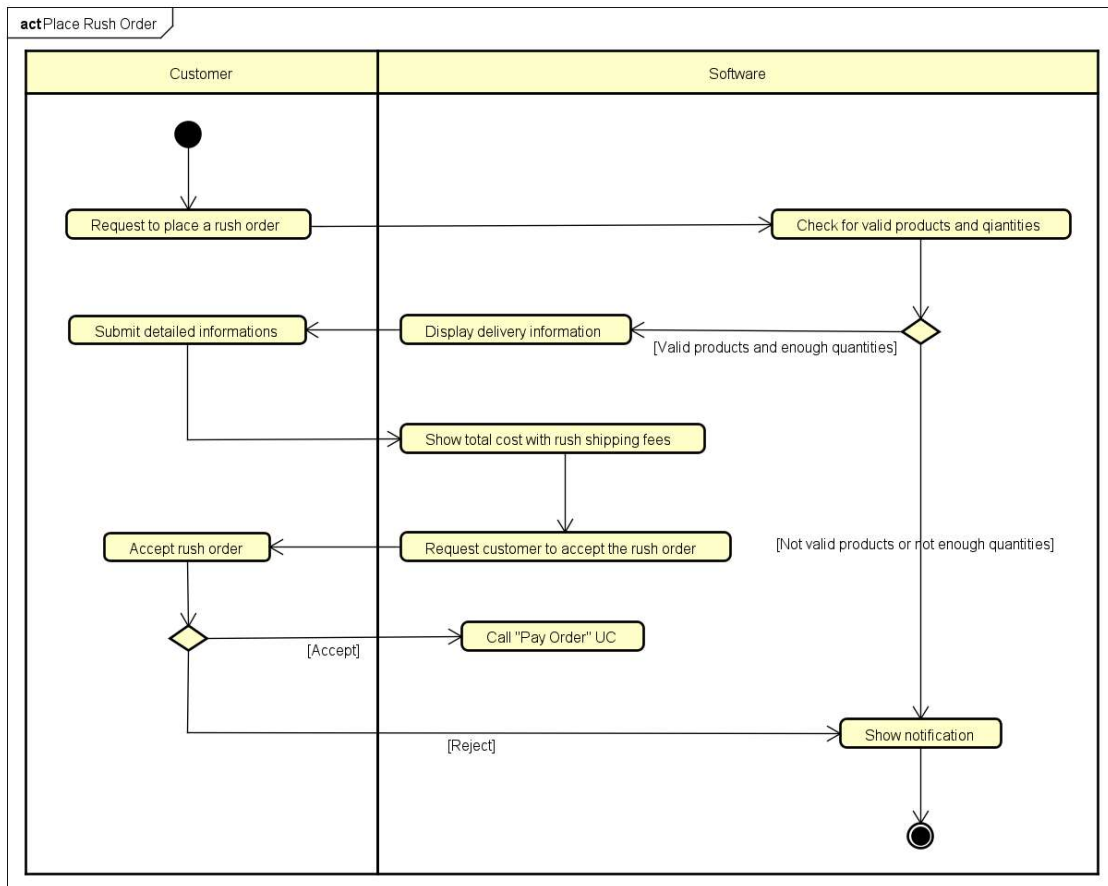 act Place Rush Order
Customer
Software
Request to place a rush order
Check for valid products and qiantities
Submit detailed informations
Display delivery information
[Valid products and enough quantities]
Show total cost with rush shipping fees
Accept rush order
Request customer to accept the rush order
[Not valid products or not enough quantities]
Call "Pay Order" UC
[Accept]
Show notification
[Reject]